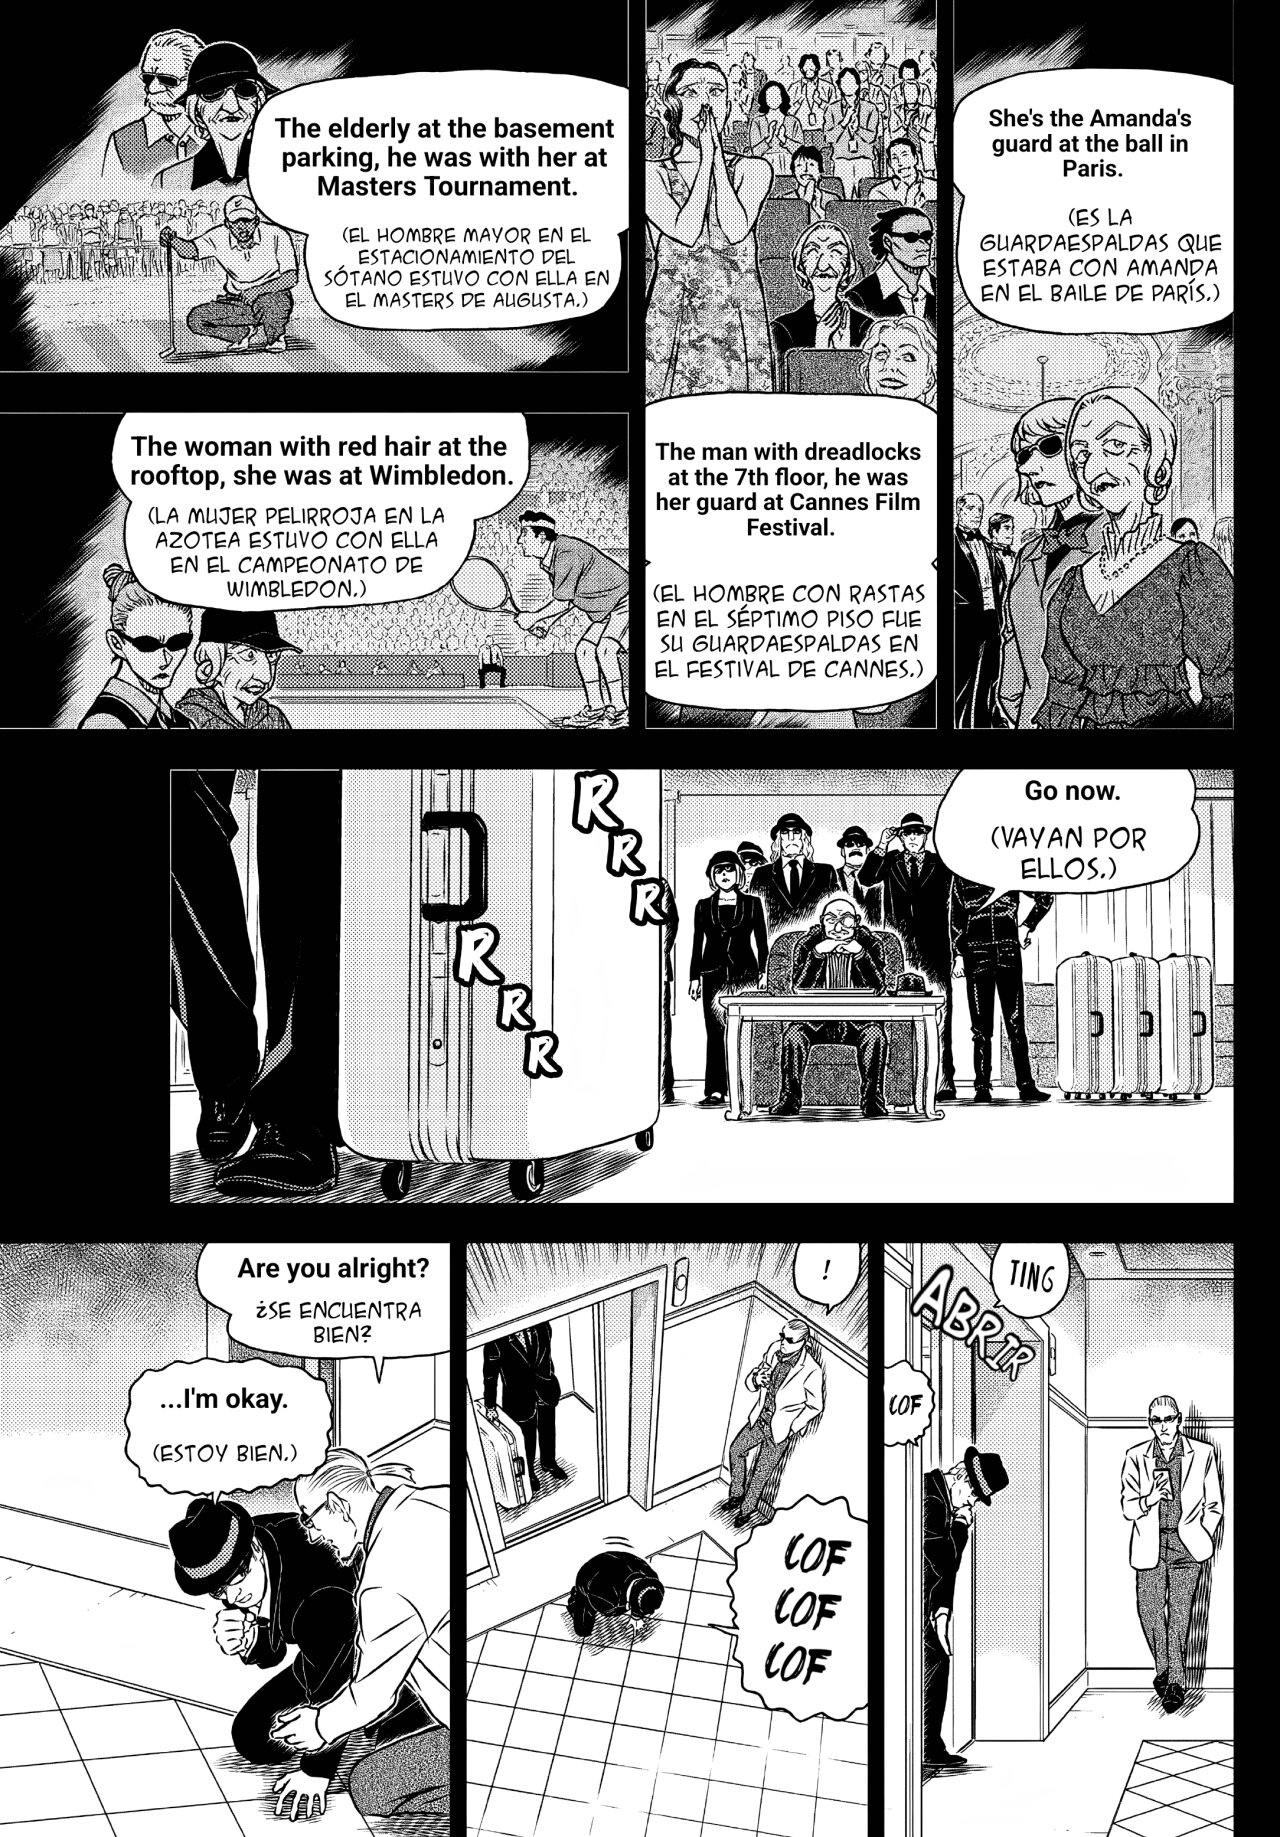 She's the Amanda's
guard at the ball in
Paris.
(ES LA
GUARDAESPALDAS QUE
ESTABA CON AMANDA
EN EL BAILE DE PARÍS.)
The man with dreadlocks
at the 7th floor, he was
her guard at Cannes Film
Festival.
(EL HOMBRE CON RASTAS
EN EL SÉPTIMO PISO FUE
SU GUARDAESPALDAS EN
EL FESTIVAL DE CANNES.)
The elderly at the basement
parking, he was with her at
Masters Tournament.
(EL HOMBRE MAYOR EN EL
ESTACIONAMIENTO DEL
SÓTANO ESTUVO CON ELLA EN
EL MASTERS DE AUGUSTA.)
The woman with red hair at the
rooftop, she was at Wimbledon.
(LA MUJER PELIRROJA EN LA
AZOTEA ESTUVO CON ELLA
EN EL CAMPEONATO DE
WIMBLEDON.)
Go now.
(VAYAN POR
ELLOS.)
R
R
R
R
R
R
TING
ABRIR
COF
!
COF
COF
COF
Are you alright?
¿SE ENCUENTRA
BIEN?
...I'm okay.
(ESTOY BIEN.)